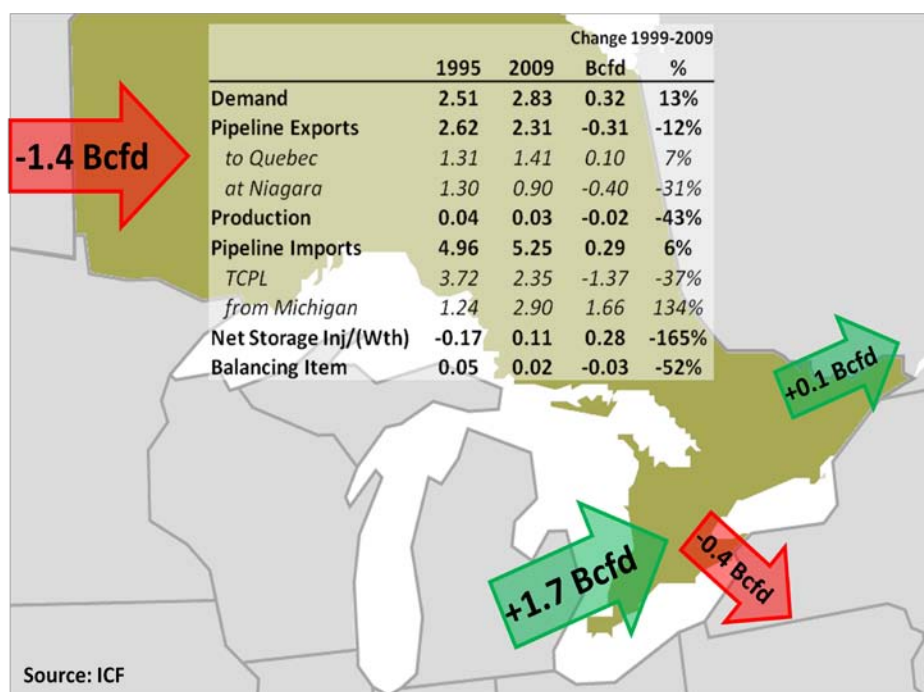 Change 1999-2009
1995 2009 Bcfd %
Demand 2.51 2.83 0.32 13%
Pipeline Exports 2.62 2.31 -0.31 -12%
to Quebec 1.31 1.41 0.10 7%
at Niagara 1.30 0.90 -0.40 -31%
Production 0.04 0.03 -0.02 -43%
Pipeline Imports 4.96 5.25 0.29 6%
TCPL 3.72 2.35 -1.37 -37%
from Michigan 1.24 2.90 1.66 134%
Net Storage Inj/(Wth) -0.17 0.11 0.28 -165%
Balancing Item 0.05 0.02 -0.03 -52%
-1.4 Bcfd
+0.1 Bcfd
+1.7 Bcfd
-0.4 Bcfd
Source: ICF